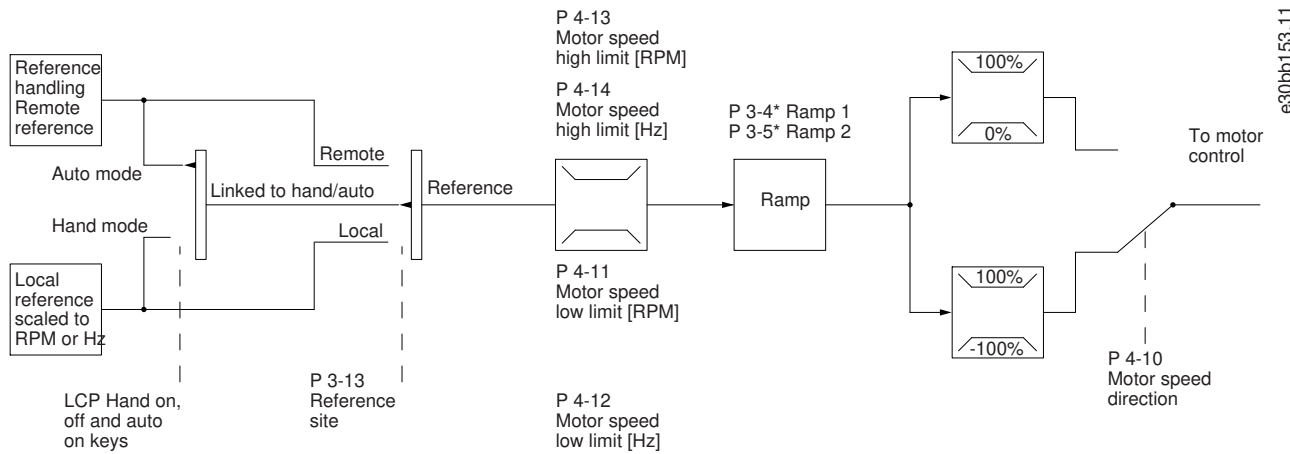 Reference
handling
Remote
reference
Auto mode
Hand mode
Local
reference
scaled to
RPM or Hz
LCP Hand on,
off and auto
on keys
Linked to hand/auto
Remote
Local
P 3-13
Reference
site
Reference
P 4-13
Motor speed
high limit [RPM]
P 4-14
Motor speed
high limit [Hz]
P 4-11
Motor speed
low limit [RPM]
P 4-12
Motor speed
low limit [Hz]
P 3-4* Ramp 1
P 3-5* Ramp 2
Ramp
100%
0%
100%
-100%
To motor
control
P 4-10
Motor speed
direction
e30bb153.11